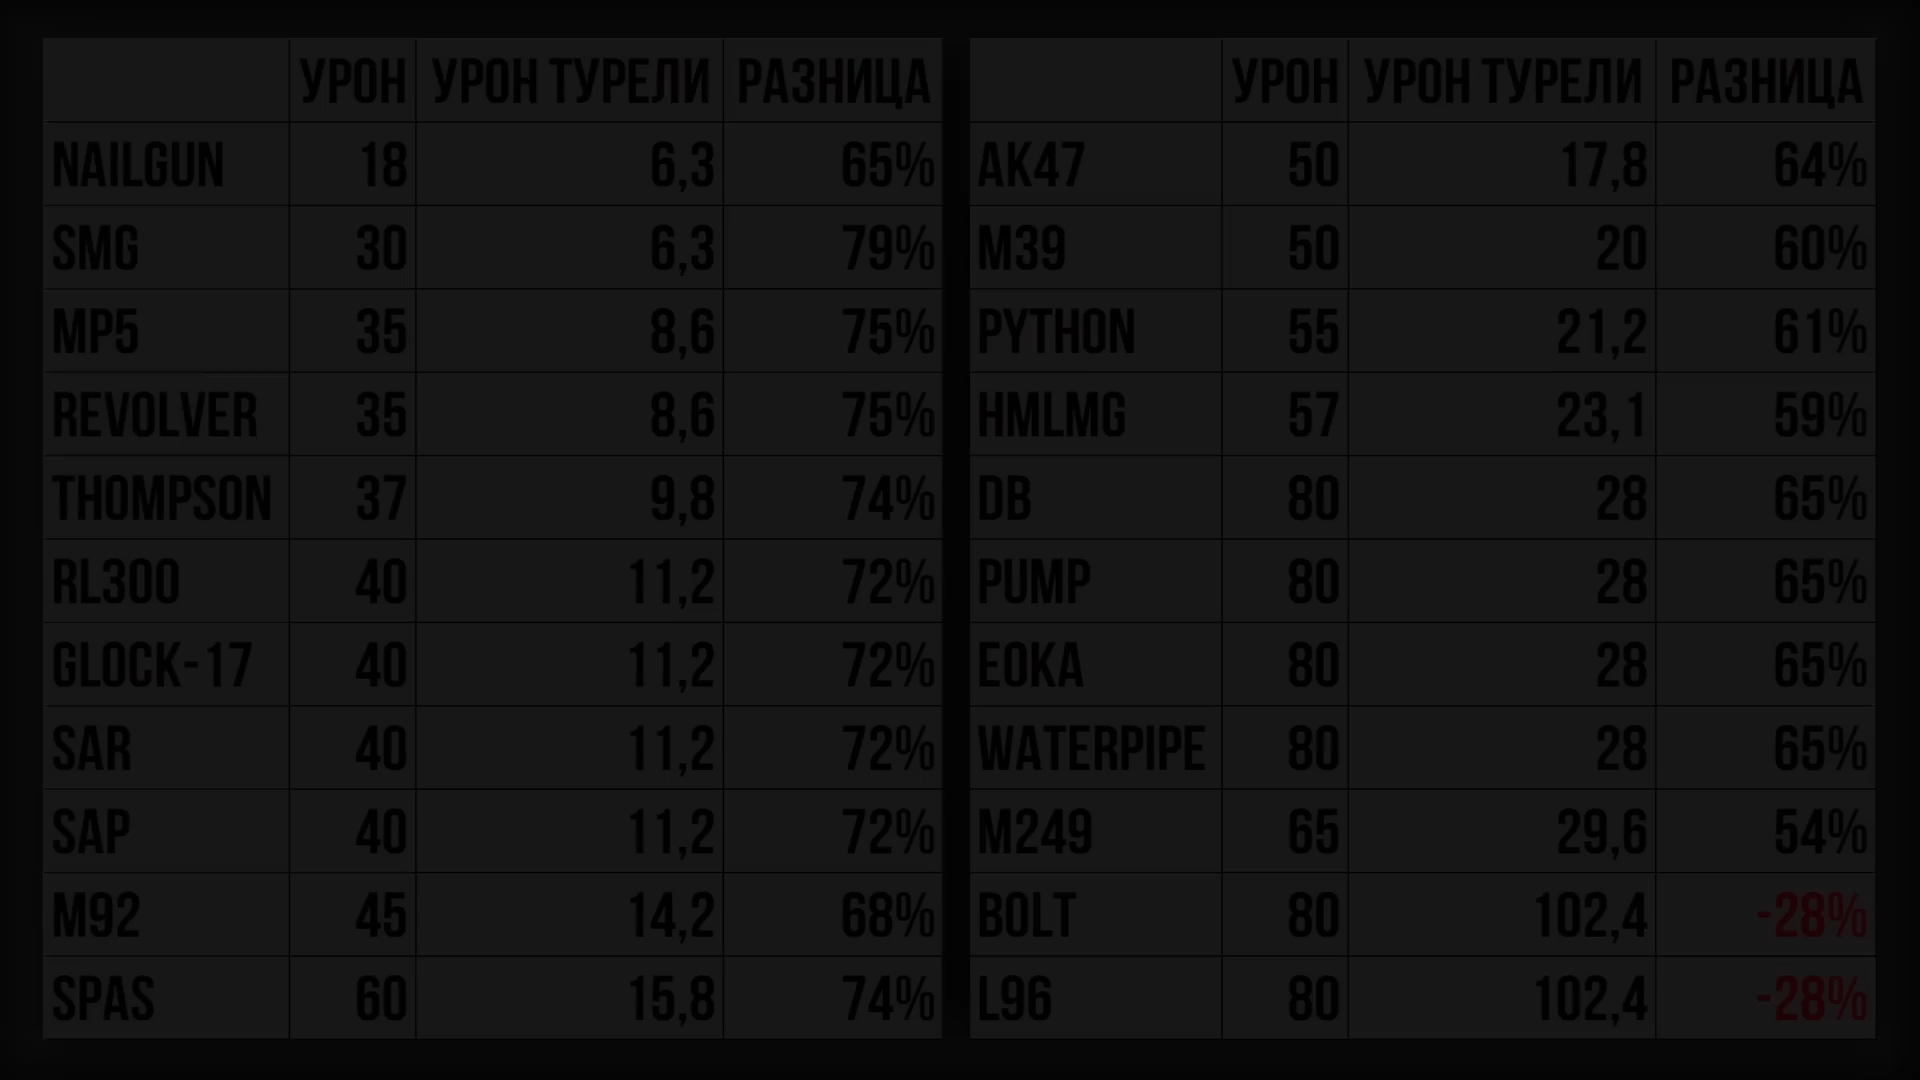 УРОН УРОН ТУРЕЛИ РАЗНИЦА
NAILGUN 18 6,3 65%
SMG 30 6,3 79%
MP5 35 8,6 75%
REVOLVER 35 8,6 75%
THOMPSON 37 9,8 74%
RL300 40 11,2 72%
GLOCK-17 40 11,2 72%
SAR 40 11,2 72%
SAP 40 11,2 72%
M92 45 14,2 68%
SPAS 60 15,8 74%
УРОН УРОН ТУРЕЛИ РАЗНИЦА
AK47 50 17,8 64%
M39 50 20 60%
PYTHON 55 21,2 61%
HMLMG 57 23,1 59%
DB 80 28 65%
PUMP 80 28 65%
EOKA 80 28 65%
WATERPIPE 80 28 65%
M249 65 29,6 54%
BOLT 80 102,4 -28%
L96 80 102,4 -28%